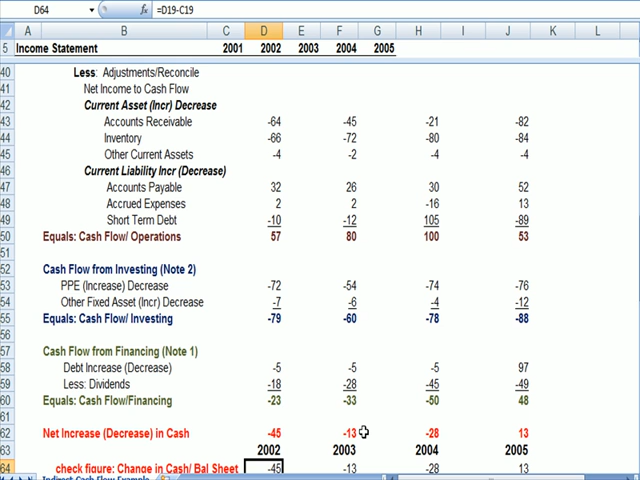 D64 fx =D19-C19
A B C D E F G H I J K L
5 Income Statement 2001 2002 2003 2004 2005
40 Less: Adjustments/Reconcile
41 Net Income to Cash Flow
42 Current Asset (Incr) Decrease
43 Accounts Receivable -64 -45 -21 -82
44 Inventory -66 -72 -80 -84
45 Other Current Assets -4 -2 -4 -4
46 Current Liability Incr (Decrease)
47 Accounts Payable 32 26 30 52
48 Accrued Expenses 2 2 -16 13
49 Short Term Debt -10 -12 105 -89
50 Equals: Cash Flow/ Operations 57 80 100 53
51
52 Cash Flow from Investing (Note 2)
53 PPE (Increase) Decrease -72 -54 -74 -76
54 Other Fixed Asset (Incr) Decrease -7 -6 -4 -12
55 Equals: Cash Flow/ Investing -79 -60 -78 -88
56
57 Cash Flow from Financing (Note 1)
58 Debt Increase (Decrease) -5 -5 -5 97
59 Less: Dividends -18 -28 -45 -49
60 Equals: Cash Flow/Financing -23 -33 -50 48
61
62 Net Increase (Decrease) in Cash -45 -13 -28 13
63 2002 2003 2004 2005
64 check figure: Change in Cash/ Bal Sheet -45 -13 -28 13
Indirect Cash Flow Example